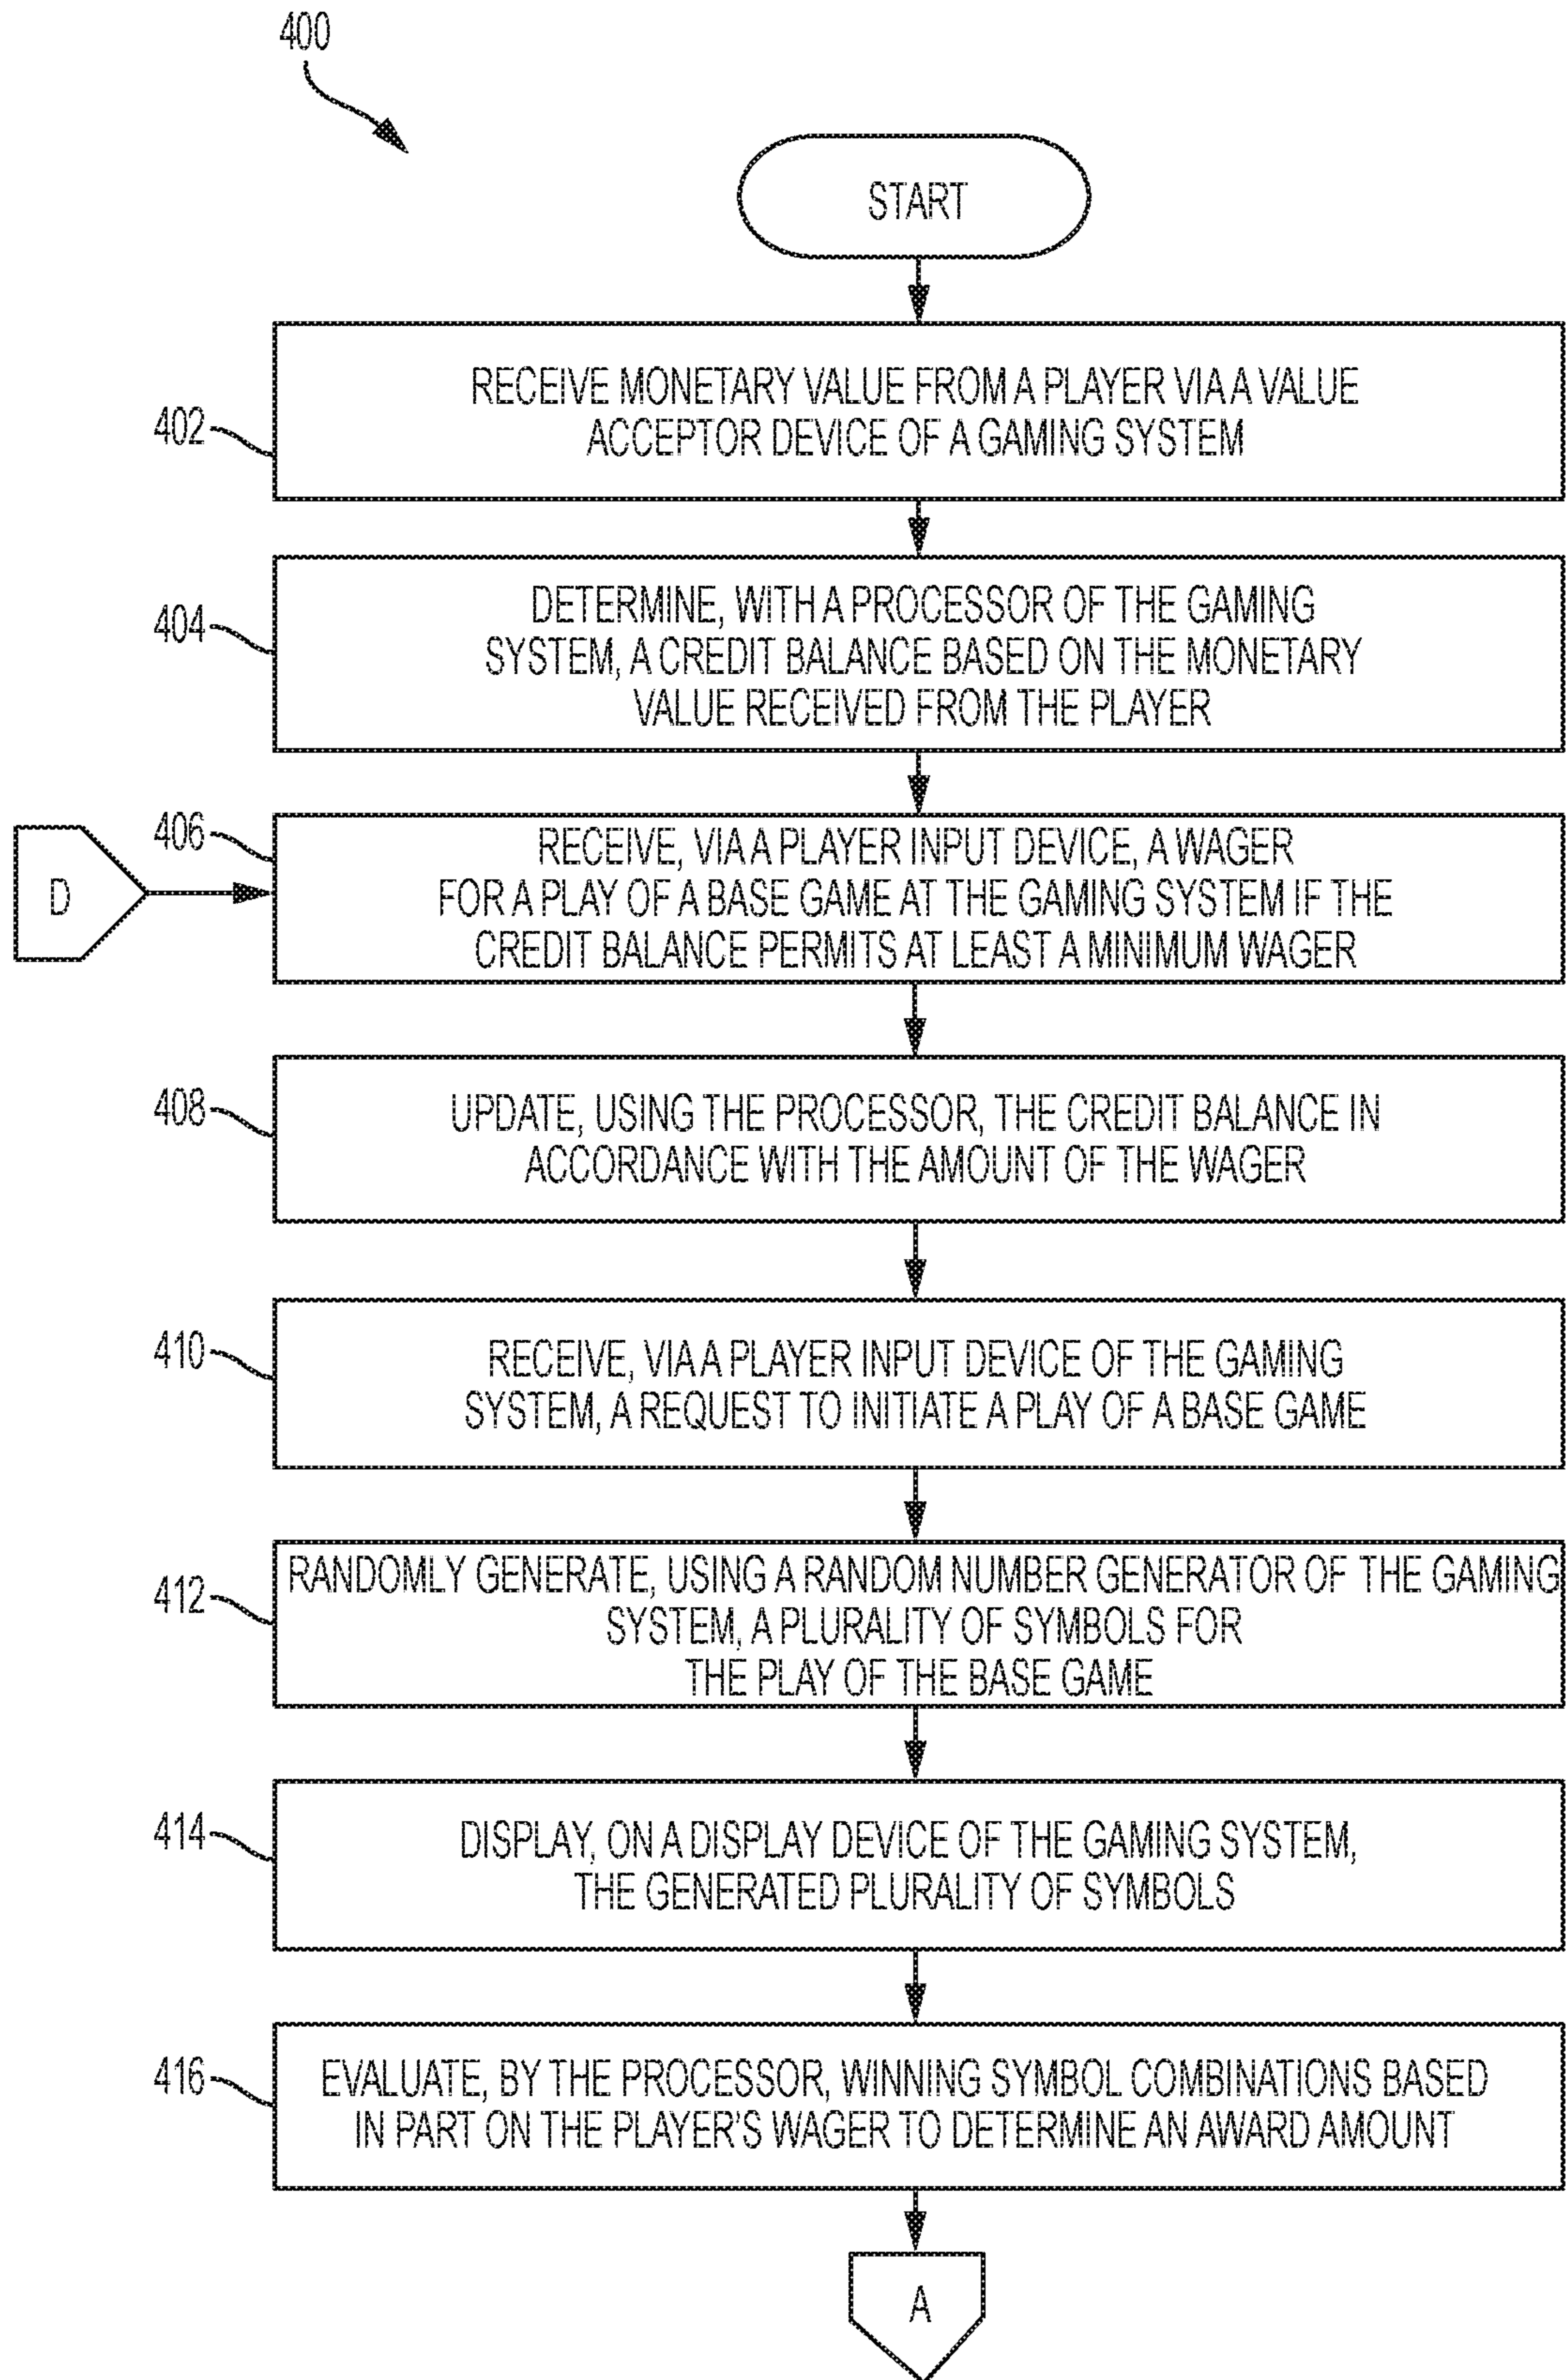 400
START
402
RECEIVE MONETARY VALUE FROM A PLAYER VIA A VALUE
ACCEPTOR DEVICE OF A GAMING SYSTEM
404
DETERMINE, WITH A PROCESSOR OF THE GAMING
SYSTEM, A CREDIT BALANCE BASED ON THE MONETARY
VALUE RECEIVED FROM THE PLAYER
D
406
RECEIVE, VIA A PLAYER INPUT DEVICE, A WAGER
FOR A PLAY OF A BASE GAME AT THE GAMING SYSTEM IF THE
CREDIT BALANCE PERMITS AT LEAST A MINIMUM WAGER
408
UPDATE, USING THE PROCESSOR, THE CREDIT BALANCE IN
ACCORDANCE WITH THE AMOUNT OF THE WAGER
410
RECEIVE, VIA A PLAYER INPUT DEVICE OF THE GAMING
SYSTEM, A REQUEST TO INITIATE A PLAY OF A BASE GAME
412
RANDOMLY GENERATE, USING A RANDOM NUMBER GENERATOR OF THE GAMING
SYSTEM, A PLURALITY OF SYMBOLS FOR
THE PLAY OF THE BASE GAME
414
DISPLAY, ON A DISPLAY DEVICE OF THE GAMING SYSTEM,
THE GENERATED PLURALITY OF SYMBOLS
416
EVALUATE, BY THE PROCESSOR, WINNING SYMBOL COMBINATIONS BASED
IN PART ON THE PLAYER'S WAGER TO DETERMINE AN AWARD AMOUNT
A